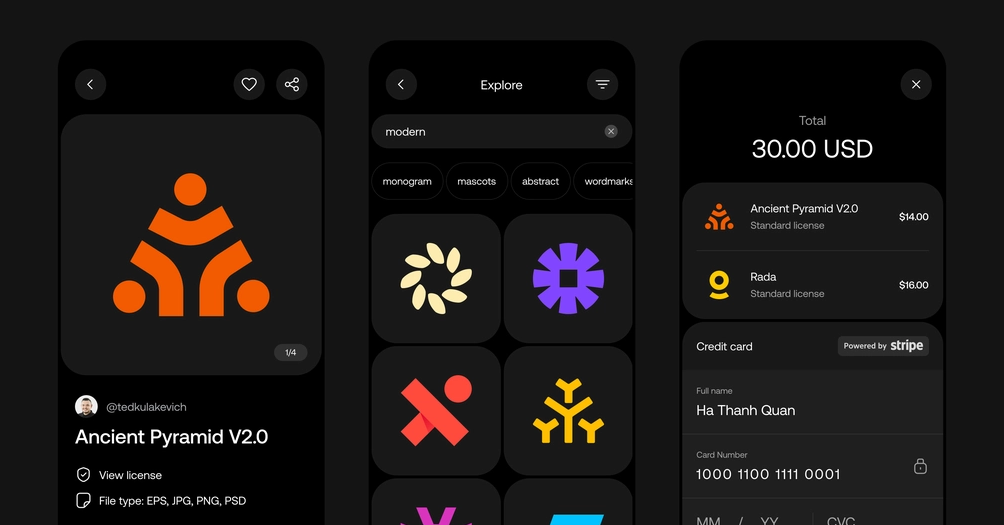 1/4
@tedkulakevich
Ancient Pyramid V2.0
View license
File type: EPS, JPG, PNG, PSD
Explore
modern
monogram mascots abstract wordmarks
Total
30.00 USD
Ancient Pyramid V2.0
Standard license
$14.00
Rada
Standard license
$16.00
Credit card
Powered by stripe
Full name
Ha Thanh Quan
Card Number
1000 1100 1111 0001
MM / YY CVC